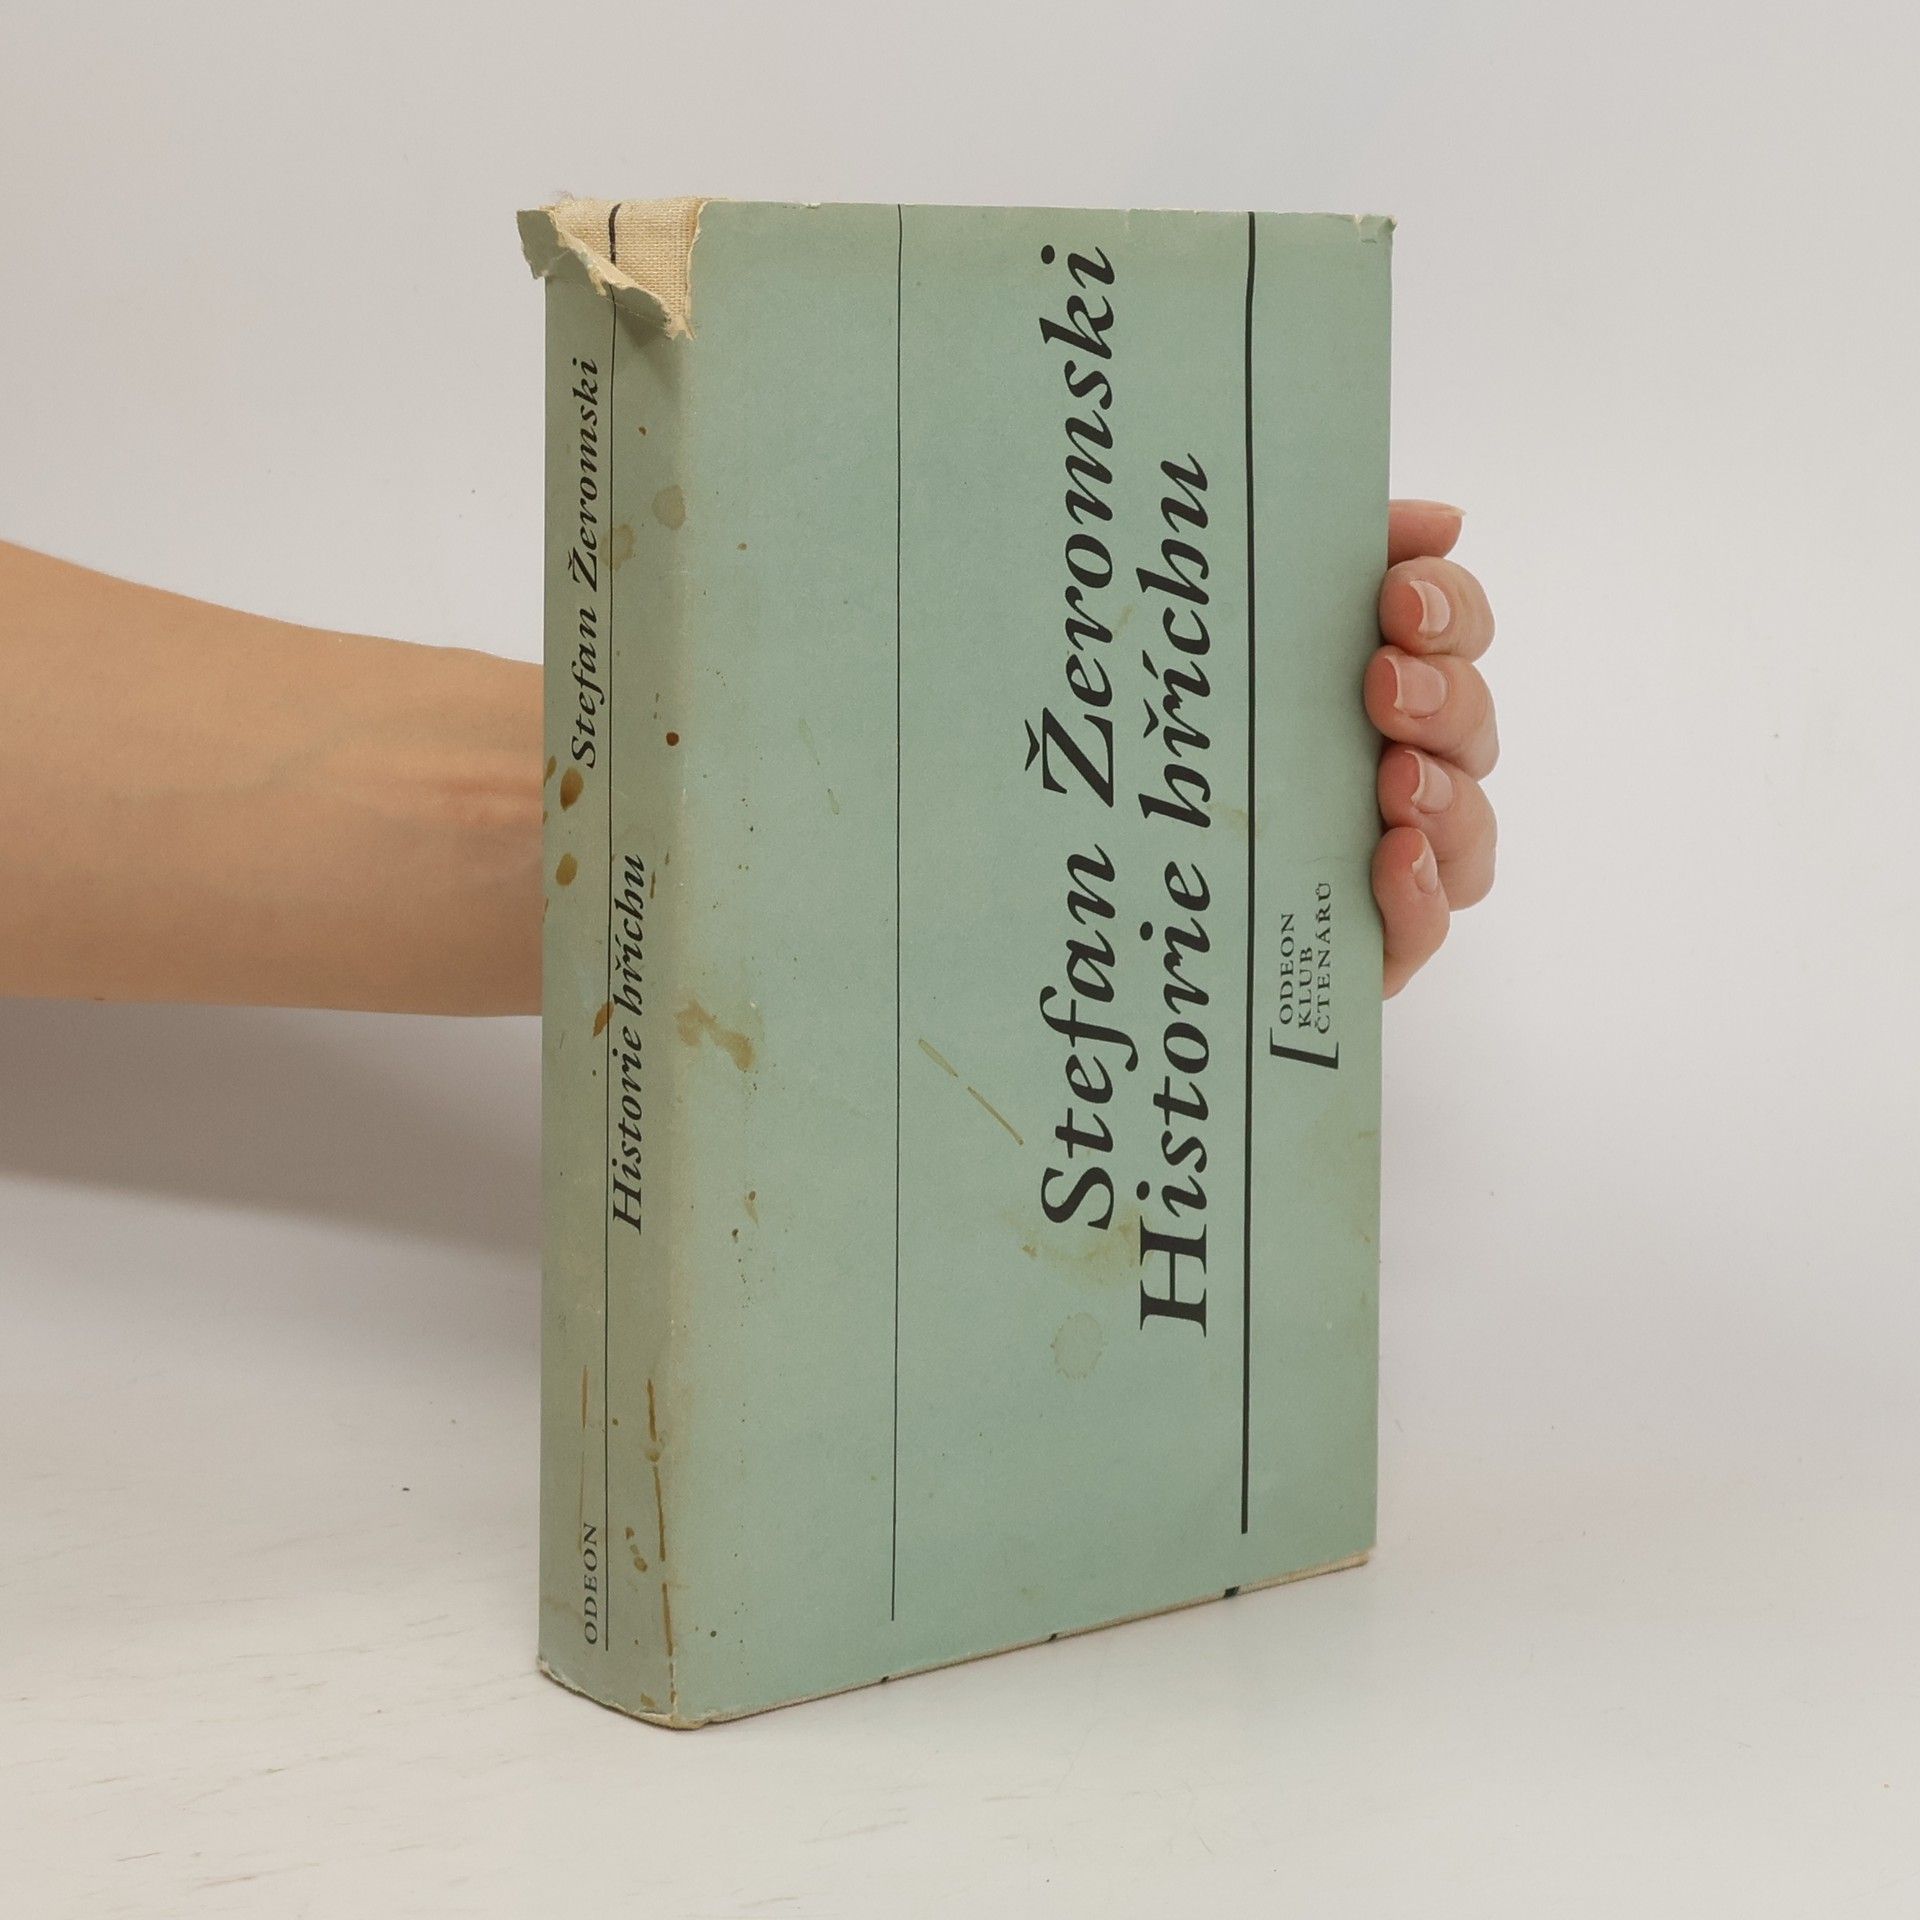 Stefan Žeromski
Historie hříchu
ODEON
Stefan Žeromski
Historie hříchu
ODEON
KLUB
ČTENÁŘŮ